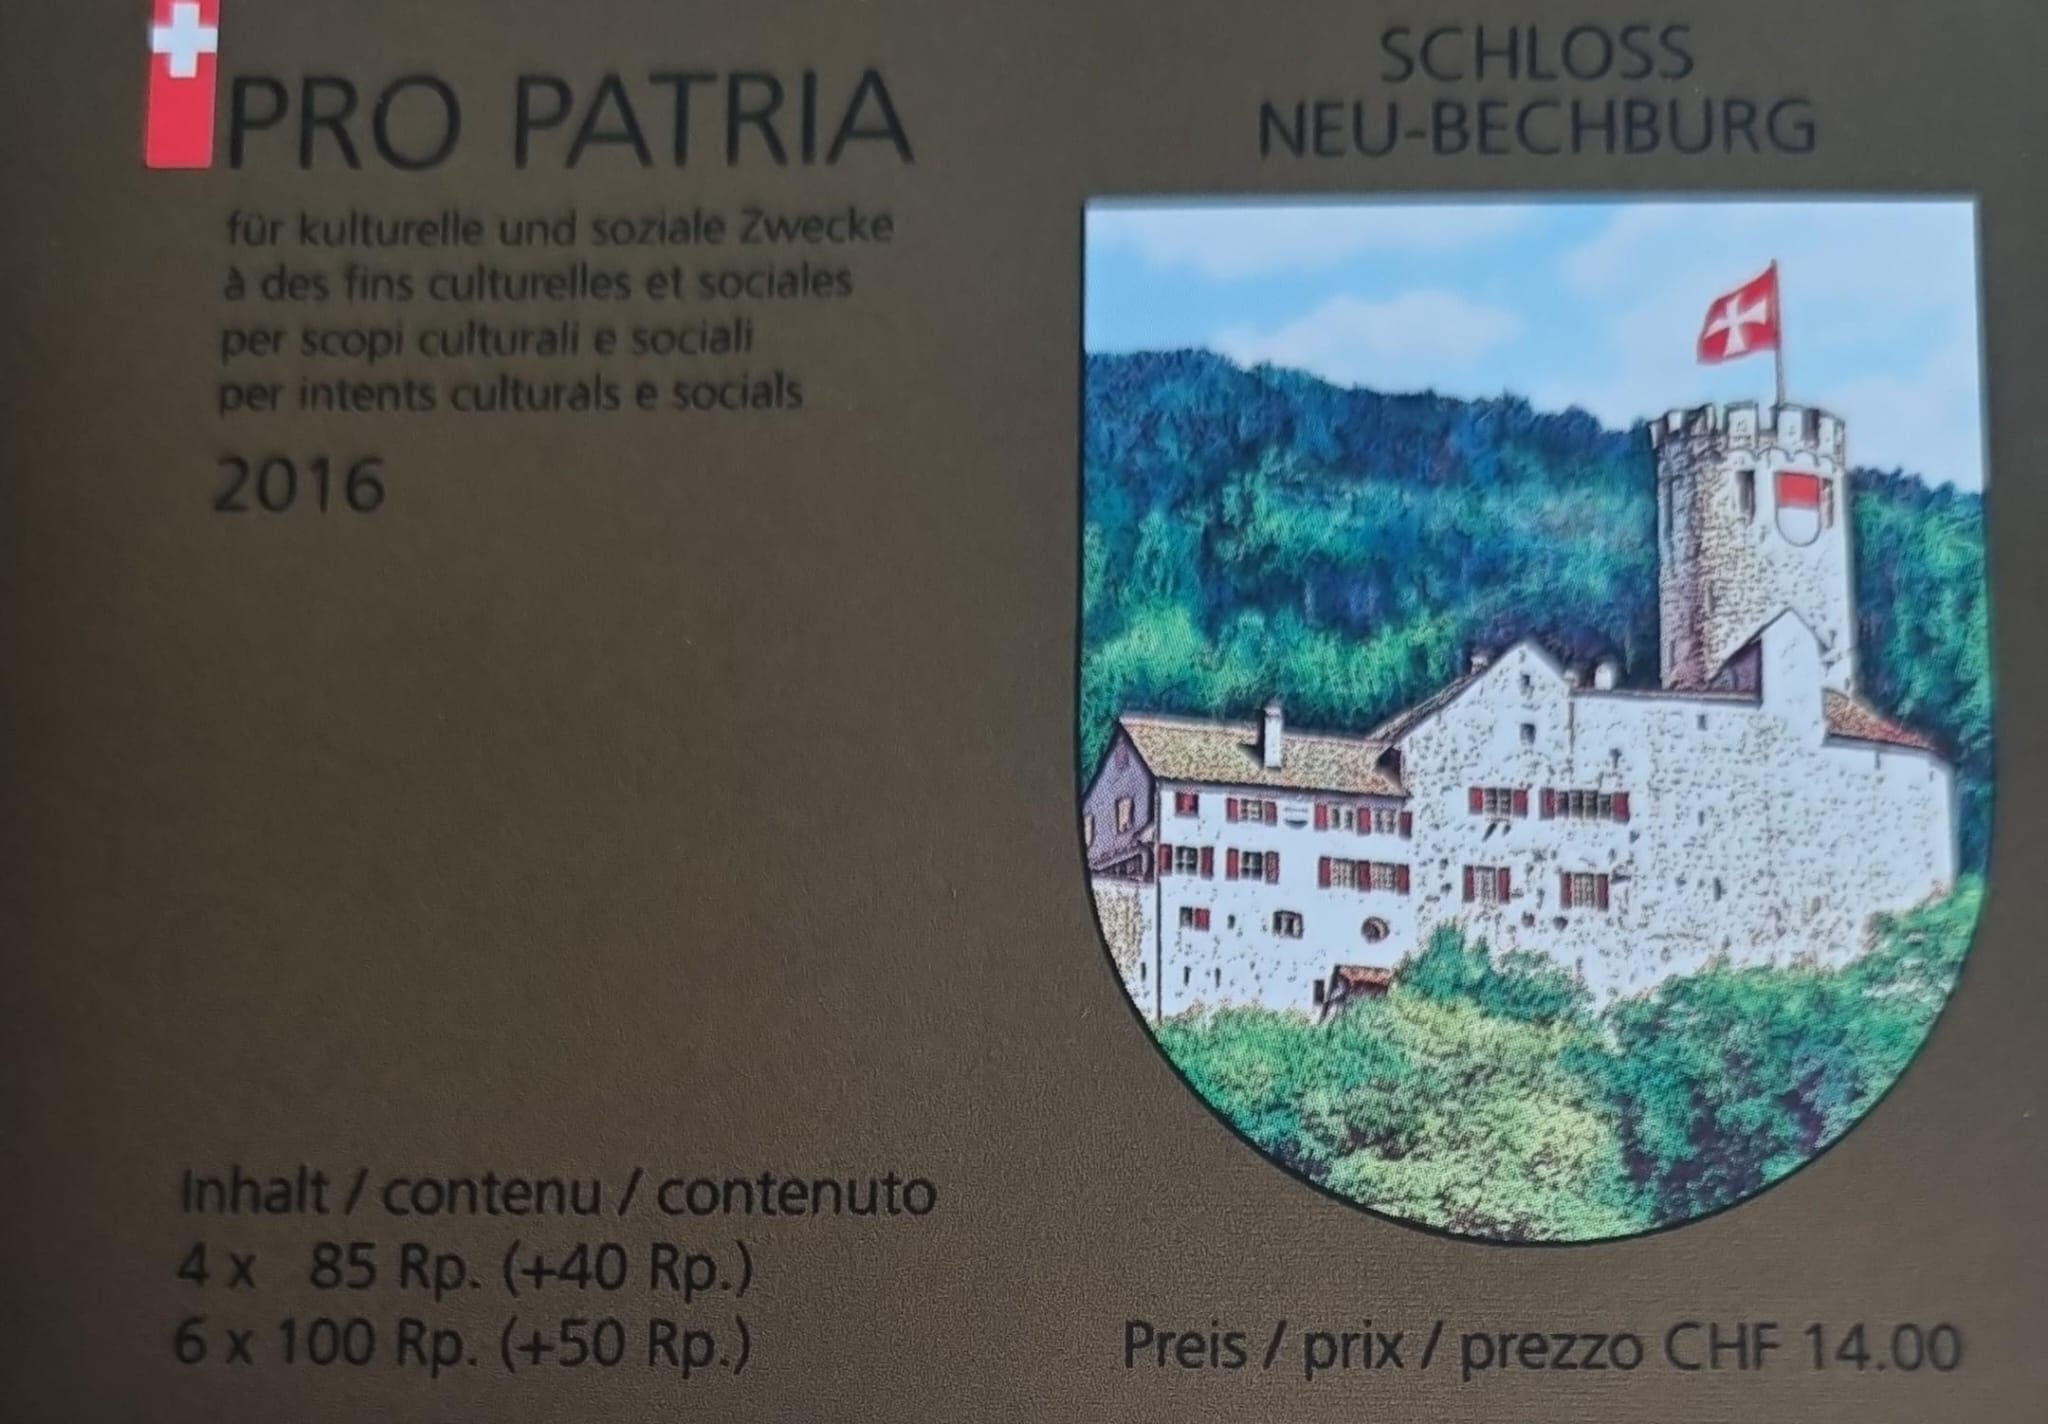 PRO PATRIA
für kulturelle und soziale Zwecke
à des fins culturelles et sociales
per scopi culturali e sociali
per intents culturals e socials
2016
SCHLOSS
NEU-BECHBURG
Inhalt / contenu / contenuto
4 x 85 Rp. (+40 Rp.)
6 x 100 Rp. (+50 Rp.)
Preis / prix / prezzo CHF 14.00